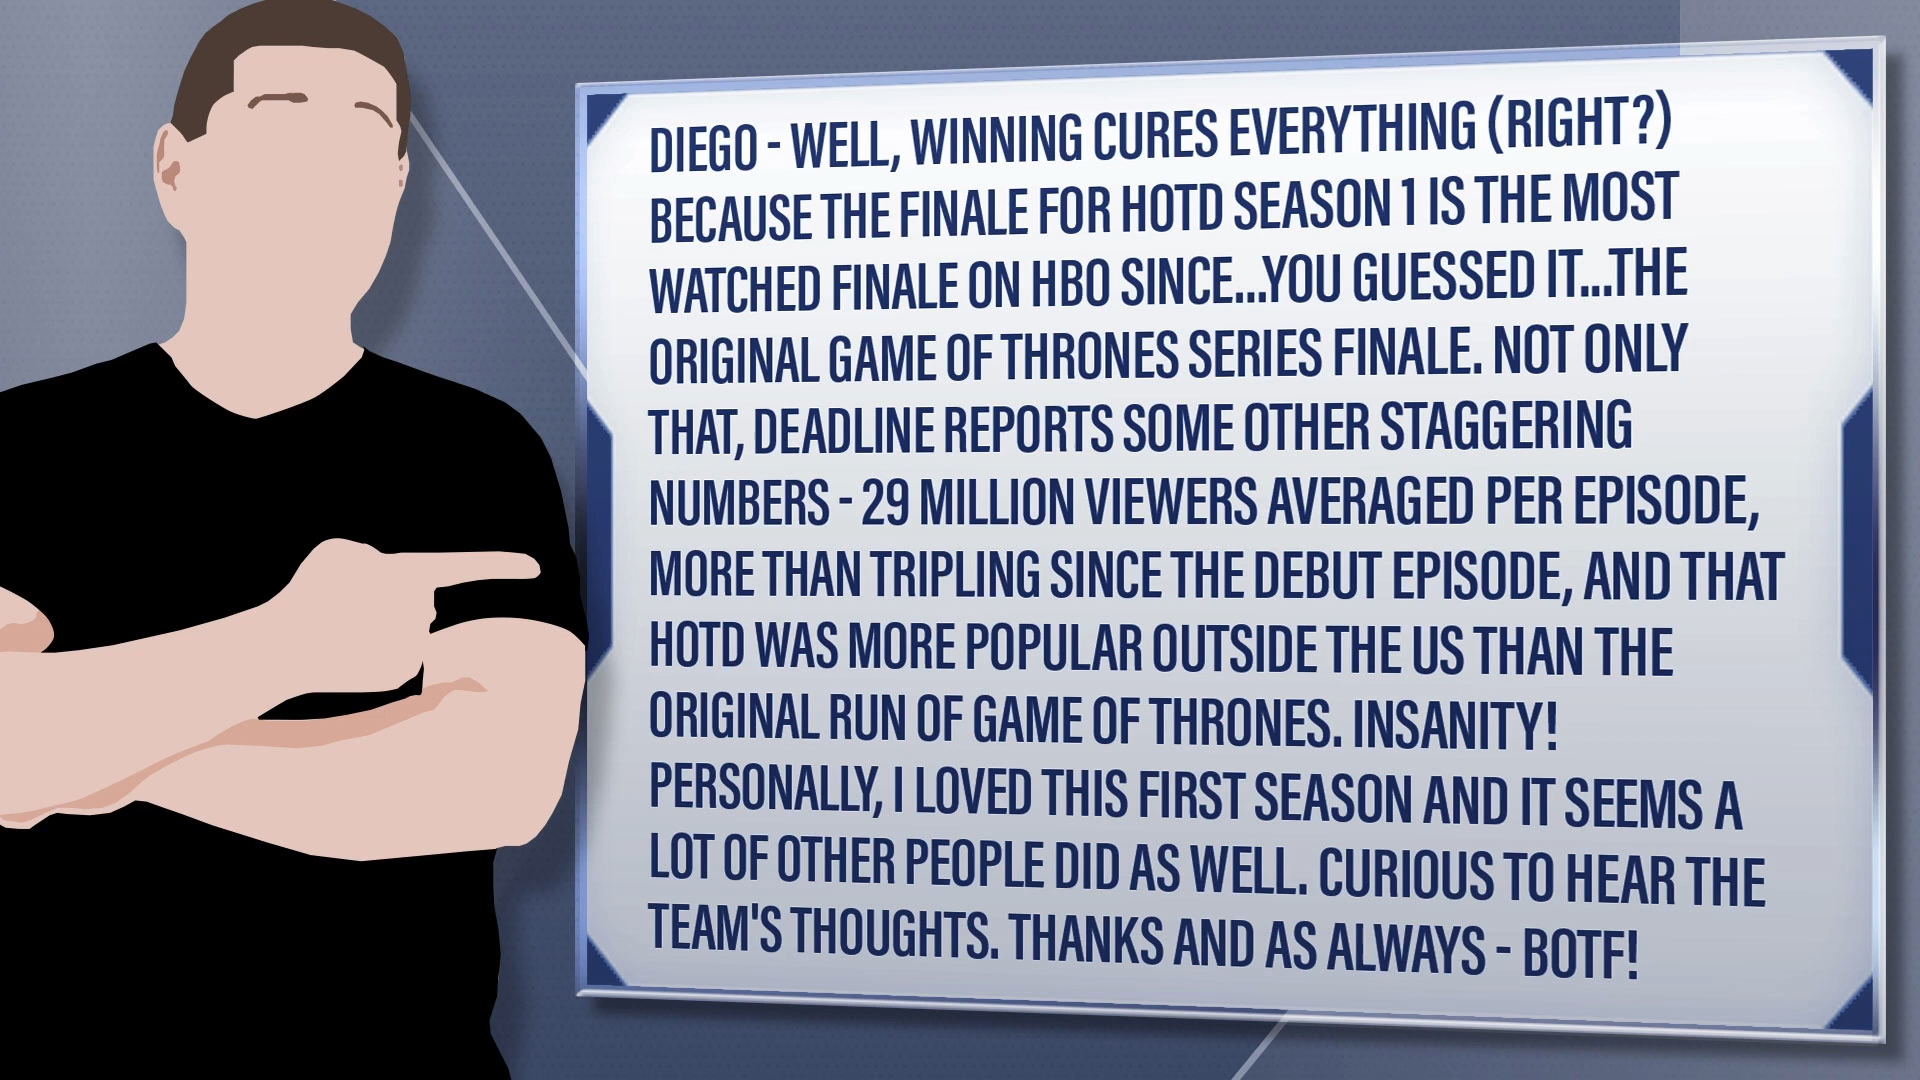 DIEGO - WELL, WINNING CURES EVERYTHING (RIGHT?)
BECAUSE THE FINALE FOR HOTD SEASON 1 IS THE MOST
WATCHED FINALE ON HBO SINCE...YOU GUESSED IT...THE
ORIGINAL GAME OF THRONES SERIES FINALE. NOT ONLY
THAT, DEADLINE REPORTS SOME OTHER STAGGERING
NUMBERS - 29 MILLION VIEWERS AVERAGED PER EPISODE,
MORE THAN TRIPLING SINCE THE DEBUT EPISODE, AND THAT
HOTD WAS MORE POPULAR OUTSIDE THE US THAN THE
ORIGINAL RUN OF GAME OF THRONES. INSANITY!
PERSONALLY, I LOVED THIS FIRST SEASON AND IT SEEMS A
LOT OF OTHER PEOPLE DID AS WELL. CURIOUS TO HEAR THE
TEAM'S THOUGHTS. THANKS AND AS ALWAYS - BOTF!